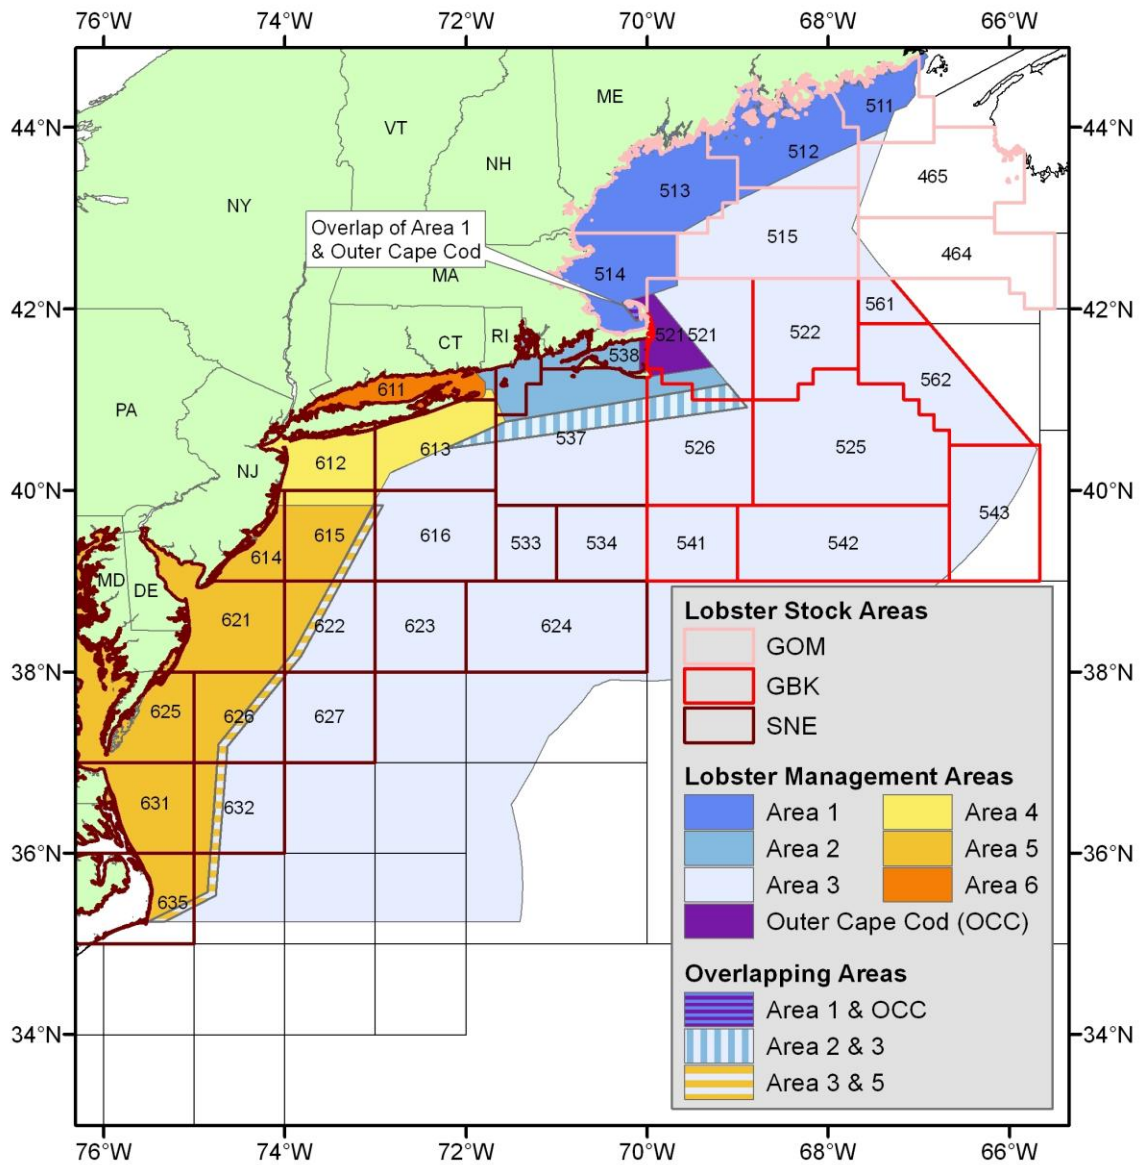 76°W 74°W 72°W 70°W 68°W 66°W
44°N 44°N
ME
VT
NH
NY
511
512
513
465
515
464
Overlap of Area 1
& Outer Cape Cod
MA
514
42°N 42°N
561
CT
RI
538
521 521
522
562
611
PA
NJ
612
613
537
526
525
40°N 40°N
543
614
615
616
533
534
541
542
MD
DE
621
622
623
624
38°N 38°N
625
626
627
631
632
36°N 36°N
635
34°N 34°N
Lobster Stock Areas
GOM
GBK
SNE
Lobster Management Areas
Area 1 Area 4
Area 2 Area 5
Area 3 Area 6
Outer Cape Cod (OCC)
Overlapping Areas
Area 1 & OCC
Area 2 & 3
Area 3 & 5
76°W 74°W 72°W 70°W 68°W 66°W